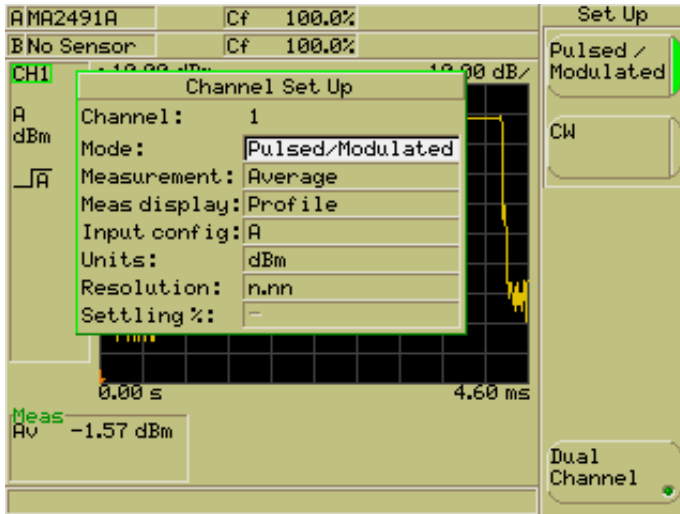 A MA2491A Cf 100.0%
B No Sensor Cf 100.0%
CH1
10.00 dB/
A
dBm
A
Channel Set Up
Channel: 1
Mode: Pulsed/Modulated
Measurement: Average
Meas display: Profile
Input config: A
Units: dBm
Resolution: n.nn
Settling %: –
0.00 s 4.60 ms
Meas
Av -1.57 dBm
Set Up
Pulsed /
Modulated
CW
Dual
Channel